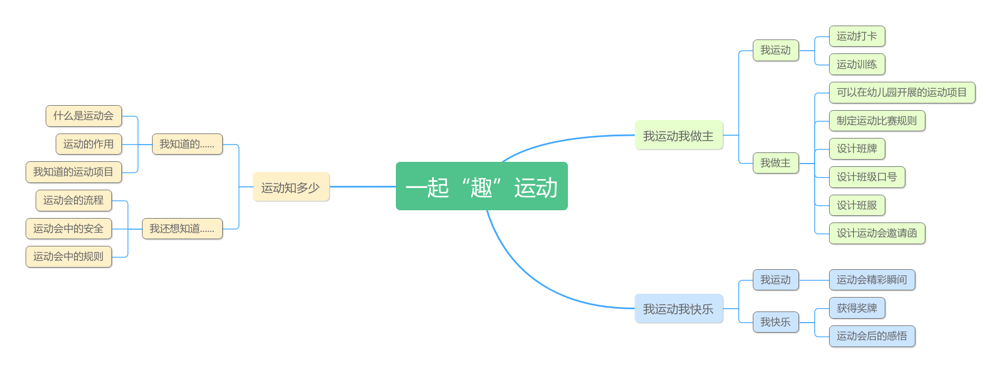 一起“趣”运动
运动知多少
我知道的......
什么是运动会
运动的作用
我知道的运动项目
我还想知道......
运动会的流程
运动会中的安全
运动会中的规则
我运动我做主
我运动
运动打卡
运动训练
我做主
可以在幼儿园开展的运动项目
制定运动比赛规则
设计班牌
设计班级口号
设计班服
设计运动会邀请函
我运动我快乐
我运动
运动会精彩瞬间
我快乐
获得奖牌
运动会后的感悟